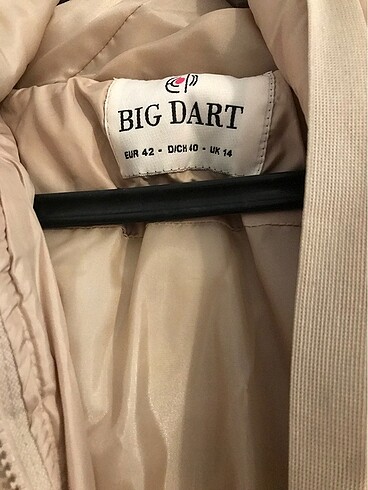 BIG DART
EUR 42 - D/CH 40 - UK 14